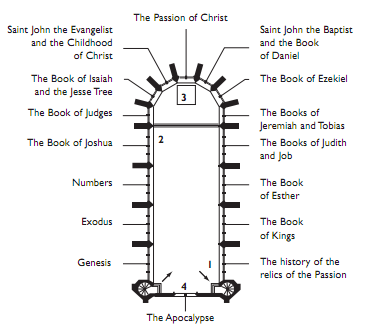 The Passion of Christ
Saint John the Evangelist
and the Childhood
of Christ
Saint John the Baptist
and the Book
of Daniel
The Book of Isaiah
and the Jesse Tree
The Book of Ezekiel
3
The Book of Judges
The Books of
Jeremiah and Tobias
2
The Book of Joshua
The Books of Judith
and Job
Numbers
The Book
of Esther
Exodus
The Book
of Kings
Genesis
1
The history of the
relics of the Passion
4
The Apocalypse